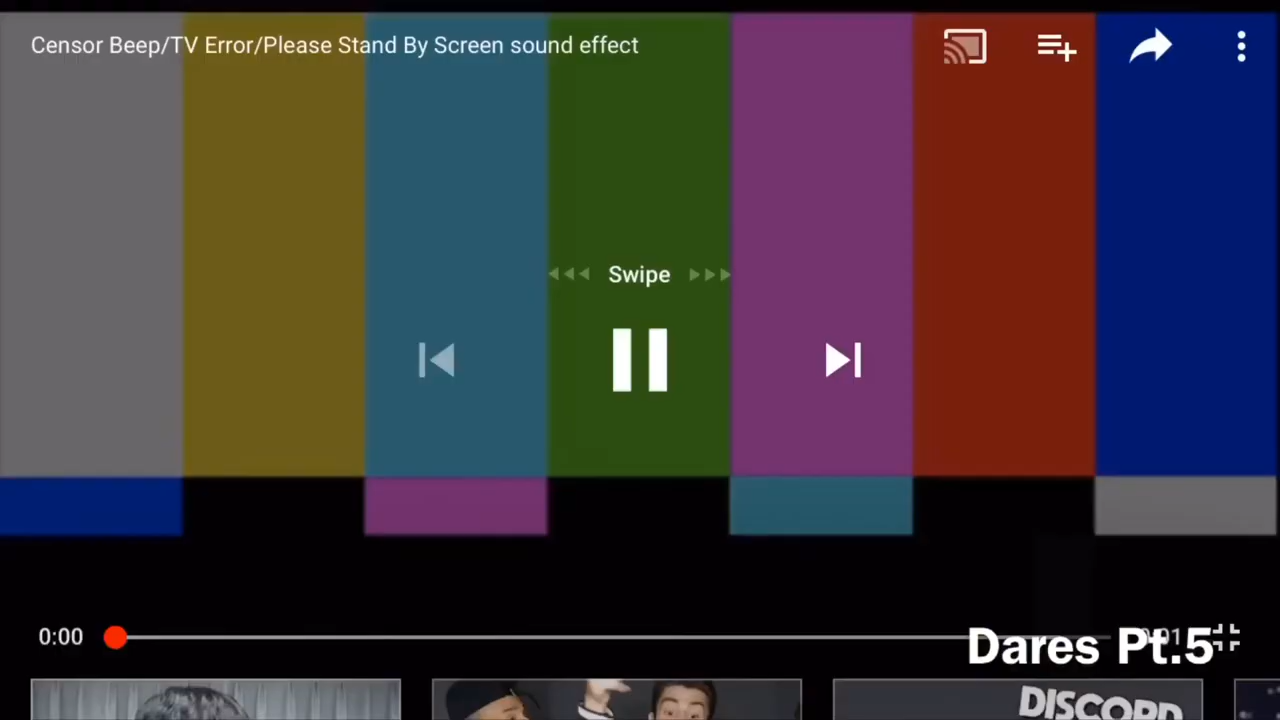 Censor Beep/TV Error/Please Stand By Screen sound effect
Swipe
0:00
Dares Pt.5
DISCORD